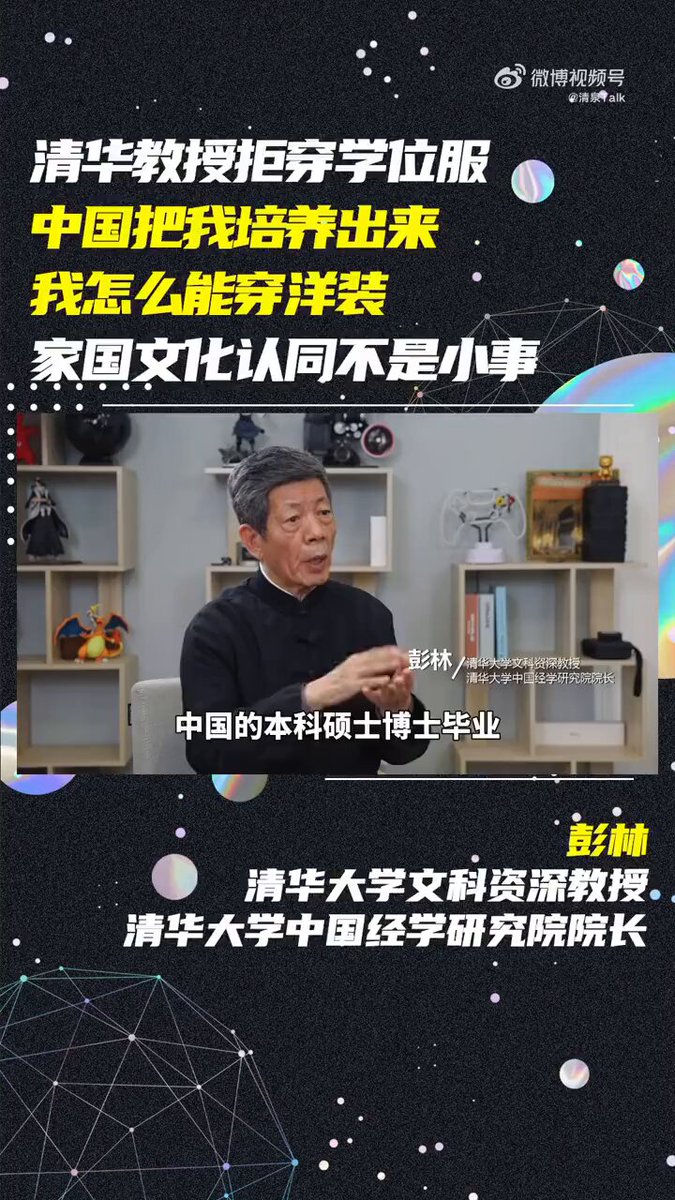 微博视频号
@清泉Talk
清华教授拒穿学位服
中国把我培养出来
我怎么能穿洋装
家国文化认同不是小事
彭林/清华大学文科资深教授
清华大学中国经学研究院院长
中国的本科硕士博士毕业
彭林
清华大学文科资深教授
清华大学中国经学研究院院长